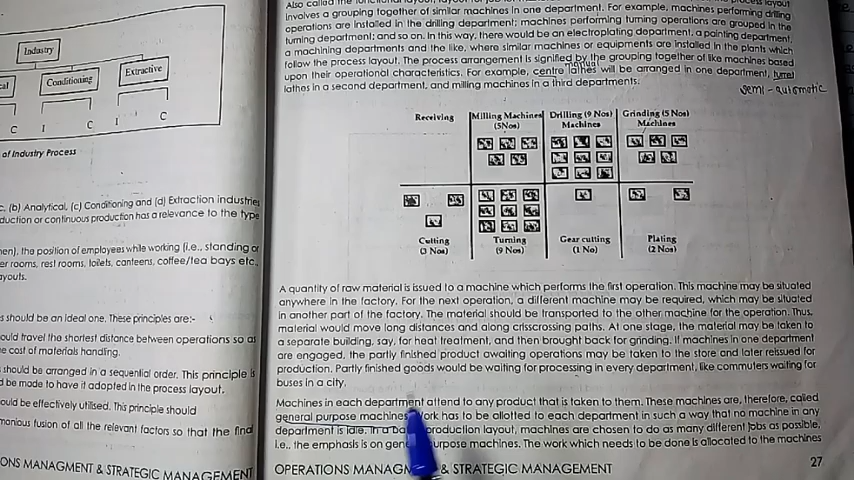 Industry
Conditioning
Extractive
C I C I C
of Industry Process
c, (b) Analytical, (c) Conditioning and (d) Extraction industries
duction or continuous production has a relevance to the type
nen), the position of employees while working (i.e., standing or
er rooms, rest rooms, toilets, canteens, coffee/tea bays etc.,
ayouts.
s should be an ideal one. These principles are:-
ould travel the shortest distance between operations so as
e cost of materials handling.
s should be arranged in a sequential order. This principle is
d be made to have it adopted in the process layout.
ould be effectively utilised. This principle should
monious fusion of all the relevant factors so that the final
ONS MANAGMENT & STRATEGIC MANAGEMENT
Also called the functional layout, layout for job
involves a grouping together of similar machines in one department. For example, machines performing drilling
operations are installed in the drilling department; machines performing turning operations are grouped in the
turning department; and so on. In this way, there would be an electroplating department, a painting department,
a machining departments and the like, where similar machines or equipments are installed in the plants which
follow the process layout. The process arrangement is signified by the grouping together of like machines based
upon their operational characteristics. For example, centre lathes will be arranged in one department, turret
manual
lathes in a second department, and milling machines in a third departments.
semi-automatic
Receiving
Milling Machines
(5Nos)
Drilling (9 Nos)
Machines
Grinding (5 Nos)
Machines
Cutting
(3 Nos)
Turning
(9 Nos)
Gear cutting
(1 No)
Plating
(2 Nos)
A quantity of raw material is issued to a machine which performs the first operation. This machine may be situated
anywhere in the factory. For the next operation, a different machine may be required, which may be situated
in another part of the factory. The material should be transported to the other machine for the operation. Thus,
material would move long distances and along crisscrossing paths. At one stage, the material may be taken to
a separate building, say, for heat treatment, and then brought back for grinding. If machines in one department
are engaged, the partly finished product awaiting operations may be taken to the store and later reissued for
production. Partly finished goods would be waiting for processing in every department, like commuters waiting for
buses in a city.
Machines in each department attend to any product that is taken to them. These machines are, therefore, called
general purpose machines. Work has to be allotted to each department in such a way that no machine in any
department is idle. In a production layout, machines are chosen to do as many different jobs as possible,
i.e., the emphasis is on purpose machines. The work which needs to be done is allocated to the machines
OPERATIONS & STRATEGIC MANAGEMENT
27